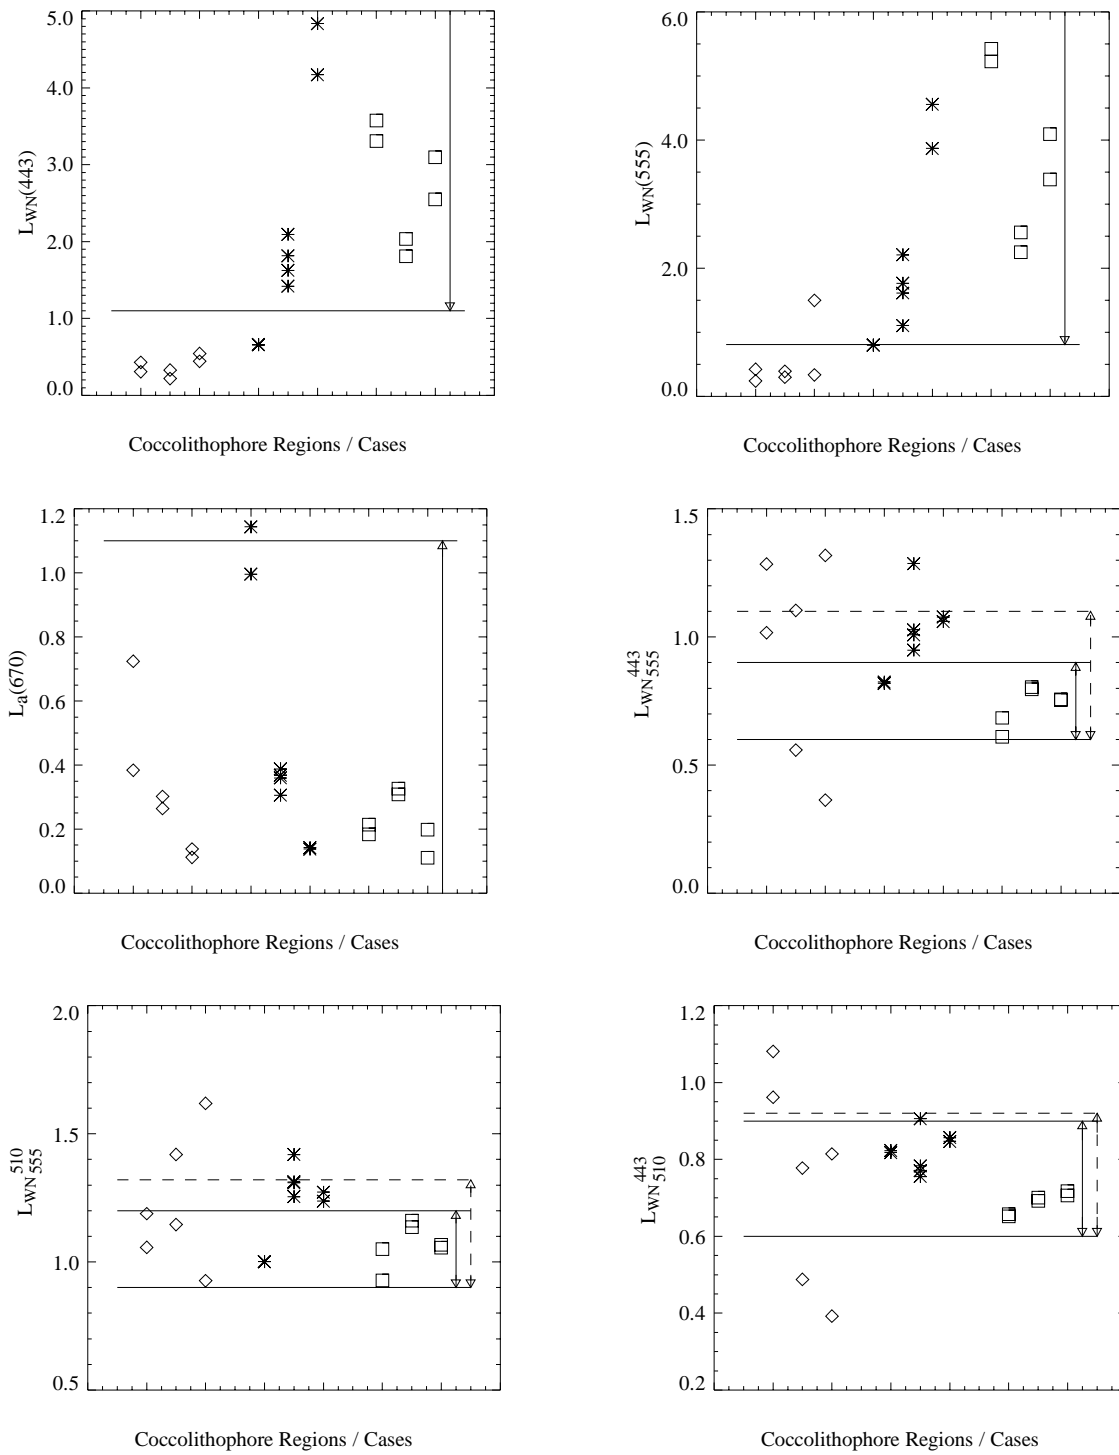 5.0
4.0
3.0
2.0
1.0
0.0
LWN(443)
Coccolithophore Regions / Cases
6.0
4.0
2.0
0.0
LWN(555)
Coccolithophore Regions / Cases
1.2
1.0
0.8
0.6
0.4
0.2
0.0
La(670)
Coccolithophore Regions / Cases
1.5
1.0
0.5
0.0
LWN 443 555
Coccolithophore Regions / Cases
2.0
1.5
1.0
0.5
LWN 510 555
Coccolithophore Regions / Cases
1.2
1.0
0.8
0.6
0.4
0.2
LWN 443 510
Coccolithophore Regions / Cases